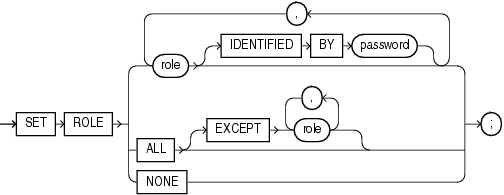 ,
IDENTIFIED BY password
role
,
EXCEPT role
SET ROLE ALL ;
NONE